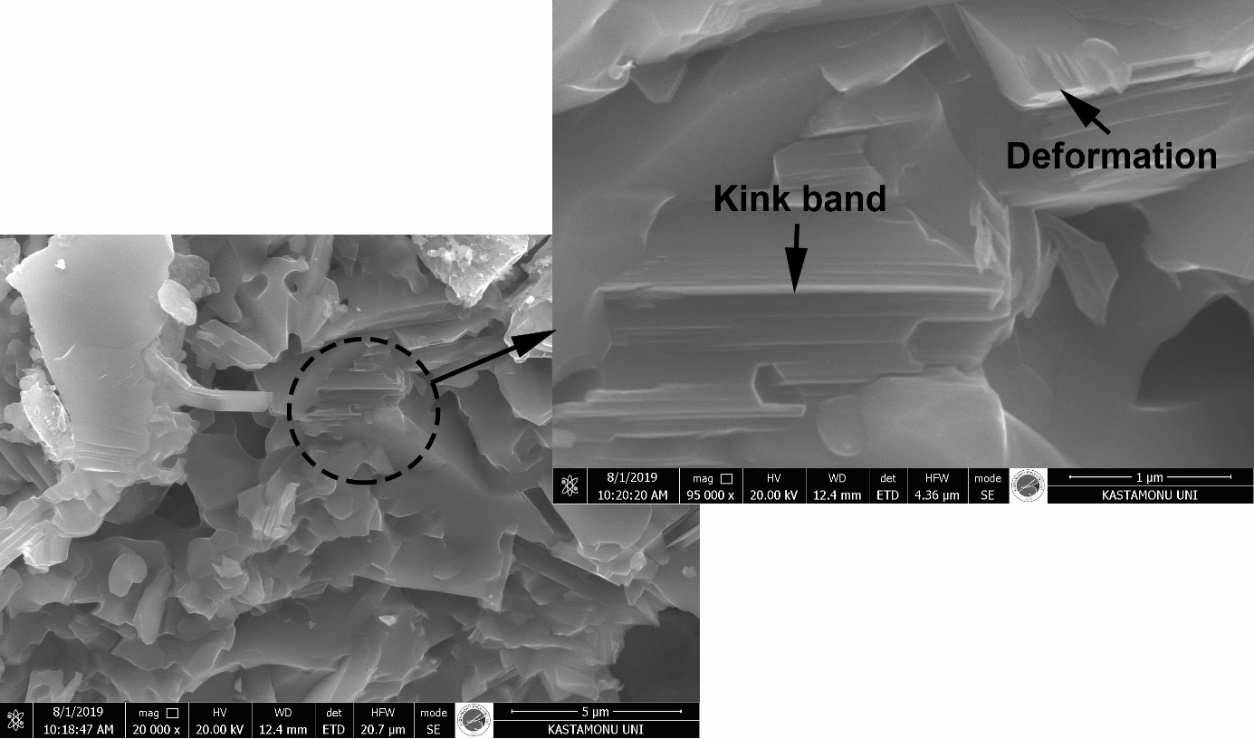 Deformation
Kink band
8/1/2019 mag HV WD det HFW mode 1 µm
10:20:20 AM 95 000 x 20.00 kV 12.4 mm ETD 4.36 µm SE KASTAMONU UNI
8/1/2019 mag HV WD det HFW mode 5 µm
10:18:47 AM 20 000 x 20.00 kV 12.4 mm ETD 20.7 µm SE KASTAMONU UNI